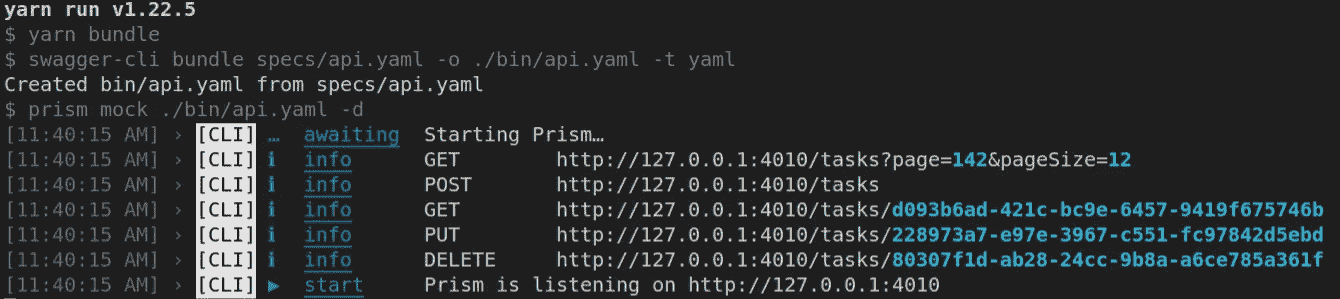 yarn run v1.22.5
$ yarn bundle
$ swagger-cli bundle specs/api.yaml -o ./bin/api.yaml -t yaml
Created bin/api.yaml from specs/api.yaml
$ prism mock ./bin/api.yaml -d
[11:40:15 AM] › [CLI] … awaiting Starting Prism…
[11:40:15 AM] › [CLI] ℹ info GET http://127.0.0.1:4010/tasks?page=142&pageSize=12
[11:40:15 AM] › [CLI] ℹ info POST http://127.0.0.1:4010/tasks
[11:40:15 AM] › [CLI] ℹ info GET http://127.0.0.1:4010/tasks/d093b6ad-421c-bc9e-6457-9419f675746b
[11:40:15 AM] › [CLI] ℹ info PUT http://127.0.0.1:4010/tasks/228973a7-e97e-3967-c551-fc97842d5ebd
[11:40:15 AM] › [CLI] ℹ info DELETE http://127.0.0.1:4010/tasks/80307f1d-ab28-24cc-9b8a-a6ce785a361f
[11:40:15 AM] › [CLI] ▶ start Prism is listening on http://127.0.0.1:4010